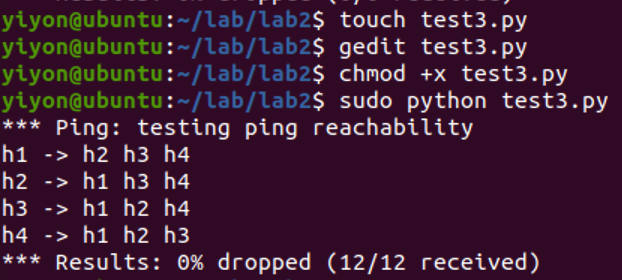 yiyon@ubuntu:~/lab/lab2$ touch test3.py
yiyon@ubuntu:~/lab/lab2$ gedit test3.py
yiyon@ubuntu:~/lab/lab2$ chmod +x test3.py
yiyon@ubuntu:~/lab/lab2$ sudo python test3.py
*** Ping: testing ping reachability
h1 -> h2 h3 h4
h2 -> h1 h3 h4
h3 -> h1 h2 h4
h4 -> h1 h2 h3
*** Results: 0% dropped (12/12 received)